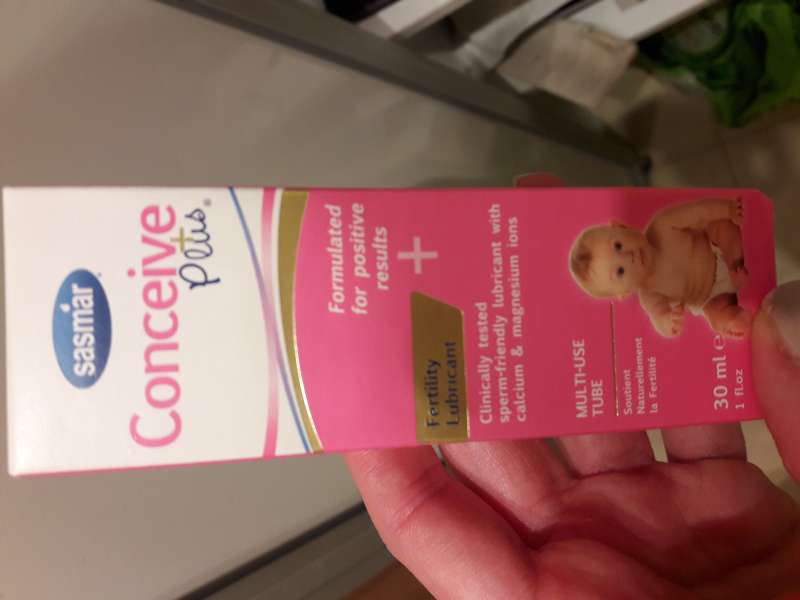 sasmar
Conceive
plus®
Formulated
for positive
results
+
Fertility
Lubricant
Clinically tested
sperm-friendly lubricant with
calcium & magnesium ions
MULTI-USE
TUBE
Soutient
Naturellement
la Fertilité
30 ml ℮
1 fl.oz